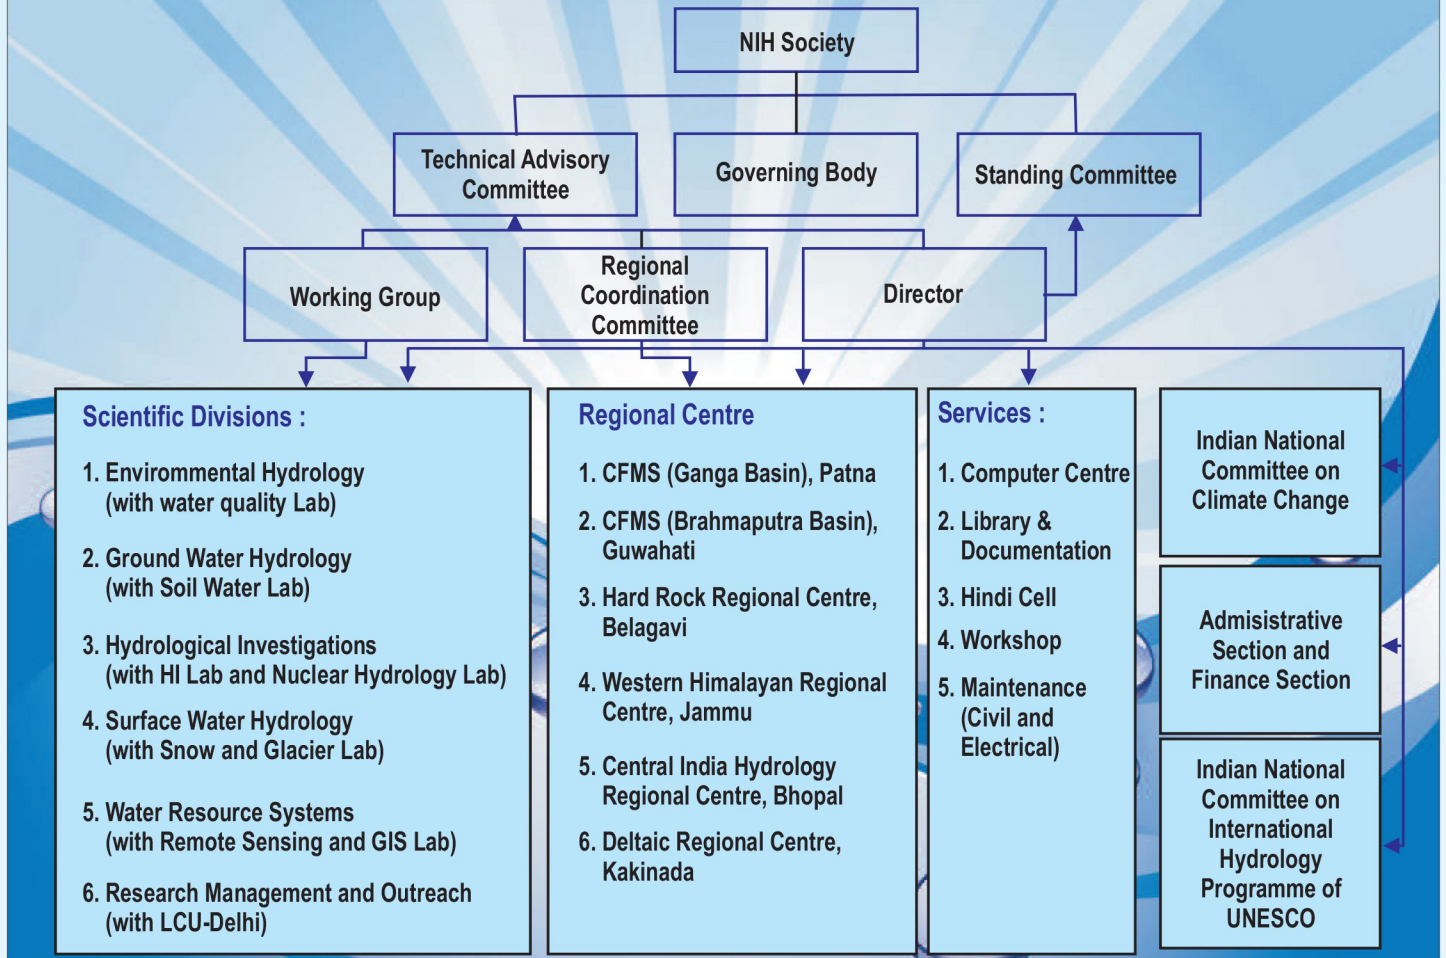 NIH Society
Technical Advisory
Committee
Governing Body
Standing Committee
Working Group
Regional
Coordination
Committee
Director
Scientific Divisions :
1. Envirommental Hydrology
(with water quality Lab)
2. Ground Water Hydrology
(with Soil Water Lab)
3. Hydrological Investigations
(with HI Lab and Nuclear Hydrology Lab)
4. Surface Water Hydrology
(with Snow and Glacier Lab)
5. Water Resource Systems
(with Remote Sensing and GIS Lab)
6. Research Management and Outreach
(with LCU-Delhi)
Regional Centre
1. CFMS (Ganga Basin), Patna
2. CFMS (Brahmaputra Basin),
Guwahati
3. Hard Rock Regional Centre,
Belagavi
4. Western Himalayan Regional
Centre, Jammu
5. Central India Hydrology
Regional Centre, Bhopal
6. Deltaic Regional Centre,
Kakinada
Services :
1. Computer Centre
2. Library &
Documentation
3. Hindi Cell
4. Workshop
5. Maintenance
(Civil and
Electrical)
Indian National
Committee on
Climate Change
Admisistrative
Section and
Finance Section
Indian National
Committee on
International
Hydrology
Programme of
UNESCO